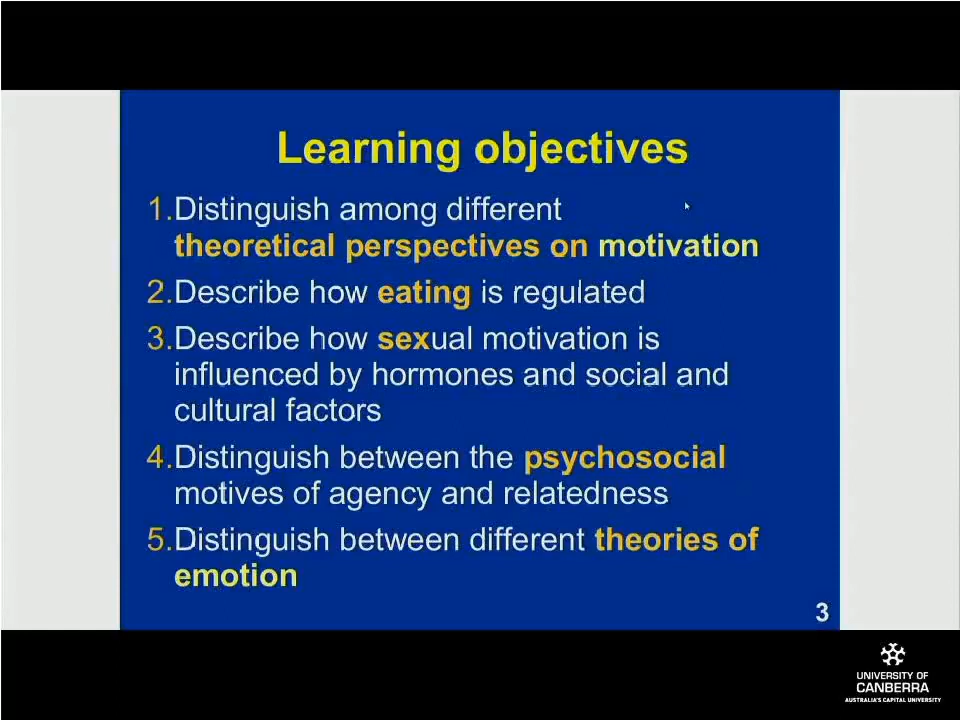 Learning objectives
1.Distinguish among different
theoretical perspectives on motivation
2.Describe how eating is regulated
3.Describe how sexual motivation is
influenced by hormones and social and
cultural factors
4.Distinguish between the psychosocial
motives of agency and relatedness
5.Distinguish between different theories of
emotion
3
UNIVERSITY OF
CANBERRA
AUSTRALIA'S CAPITAL UNIVERSITY